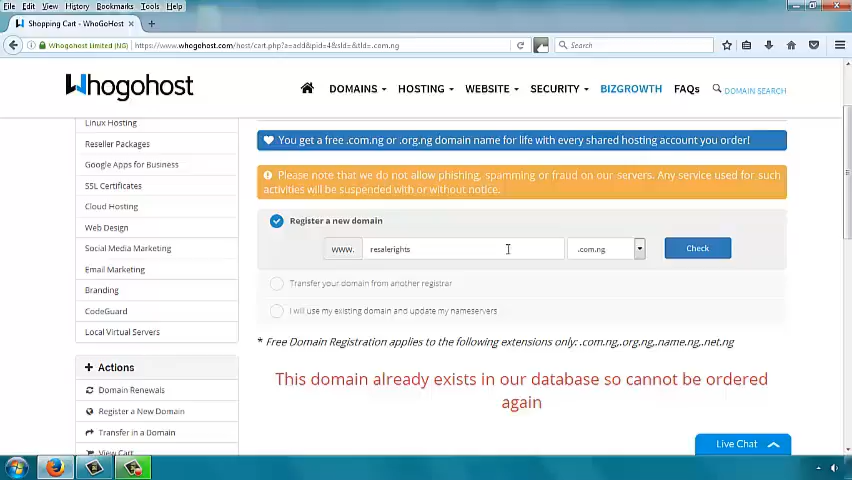 File Edit View History Bookmarks Tools Help
Shopping Cart - WhoGoHost
Whogohost Limited (NG) https://www.whogohost.com/host/cart.php?a=add&pid=4&sld=&tld=.com.ng
Search
Whogohost
DOMAINS HOSTING WEBSITE SECURITY BIZGROWTH FAQs DOMAIN SEARCH
Linux Hosting
Reseller Packages
Google Apps for Business
SSL Certificates
Cloud Hosting
Web Design
Social Media Marketing
Email Marketing
Branding
CodeGuard
Local Virtual Servers
Actions
Domain Renewals
Register a New Domain
Transfer in a Domain
View Cart
You get a free .com.ng or .org.ng domain name for life with every shared hosting account you order!
Please note that we do not allow phishing, spamming or fraud on our servers. Any service used for such
activities will be suspended with or without notice.
Register a new domain
www. resalerights .com.ng Check
Transfer your domain from another registrar
I will use my existing domain and update my nameservers
* Free Domain Registration applies to the following extensions only: .com.ng,.org.ng,.name.ng,.net.ng
This domain already exists in our database so cannot be ordered
again
Live Chat